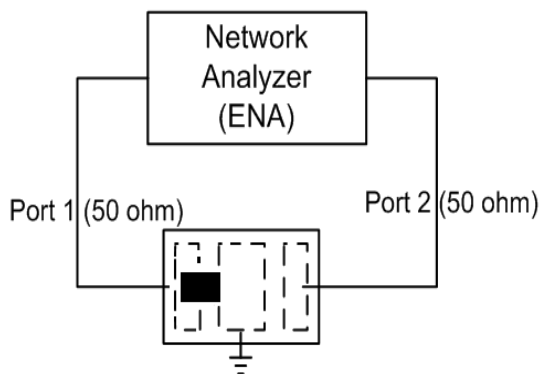 Network
Analyzer
(ENA)
Port 1 (50 ohm)
Port 2 (50 ohm)